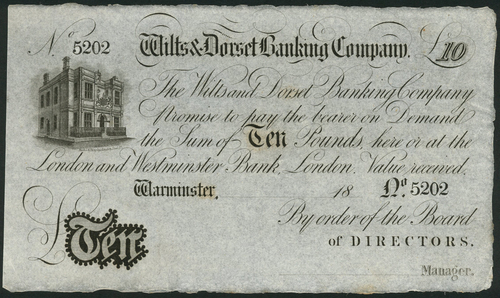 No 5202 Wilts & Dorset Banking Company. £10
The Wilts and Dorset Banking Company
Promise to pay the bearer on Demand
the Sum of Ten Pounds, here or at the
London and Westminster Bank, London. Value received.
Warminster, 18 No 5202
By order of the Board
of DIRECTORS.
£Ten
Manager.